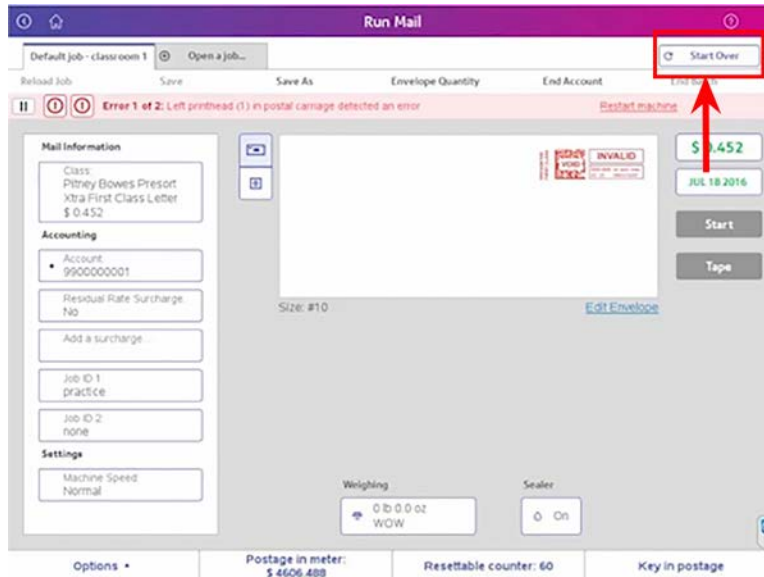 Run Mail
Default job - classroom 1
Open a job...
Start Over
Reload Job
Save
Save As
Envelope Quantity
End Account
End Batch
Error 1 of 2: Left printhead (1) in postal carriage detected an error
Restart machine
Mail Information
Class:
Pitney Bowes Presort
Xtra First Class Letter
$ 0.452
Accounting
Account
9900000001
Residual Rate Surcharge
No
Add a surcharge...
Job ID 1
practice
Job ID 2
none
Settings
Machine Speed
Normal
VOID
INVALID
Size: #10
Edit Envelope
$ 0.452
JUL 18 2016
Start
Tape
Weighing
0 lb 0.0 oz
WOW
Sealer
On
Options
Postage in meter:
$ 4606.488
Resettable counter: 60
Key in postage